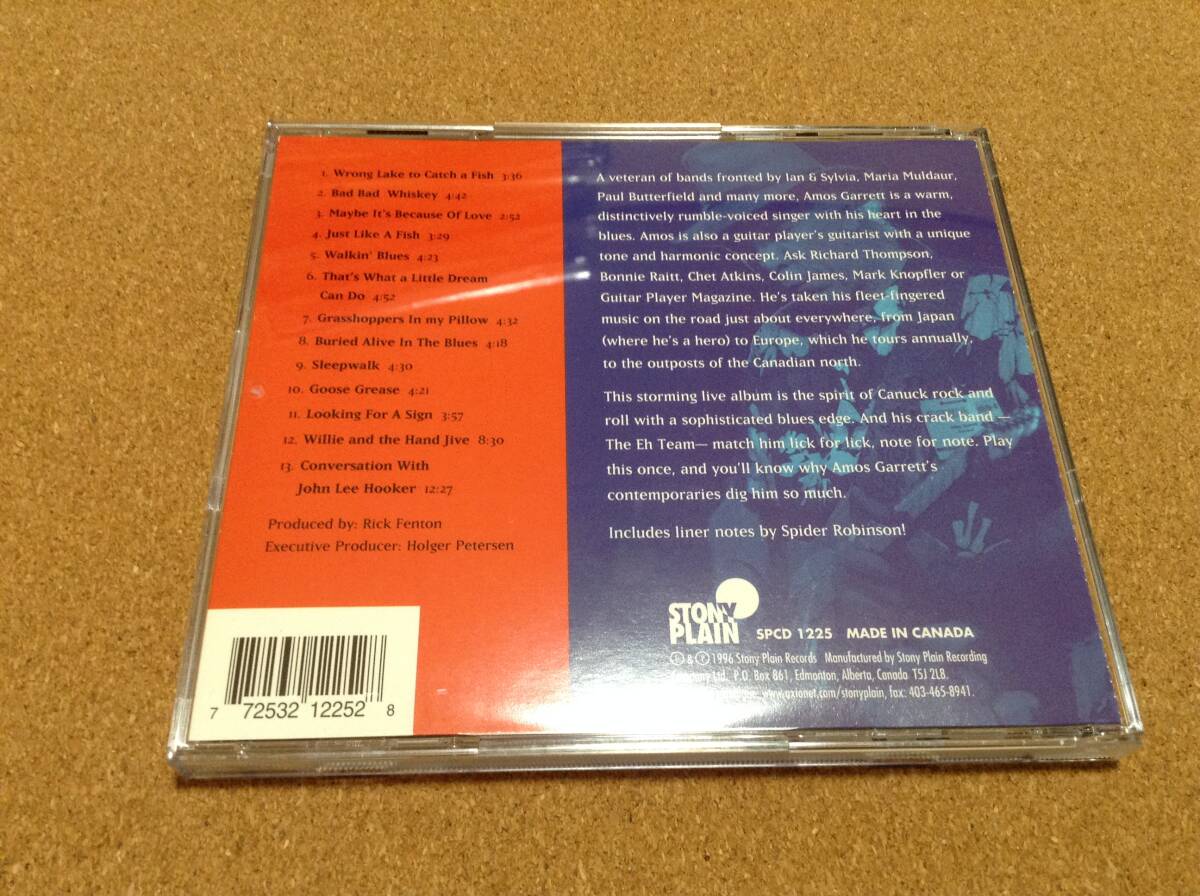 1. Wrong Lake to Catch a Fish 3:36
2. Bad Bad Whiskey 4:42
3. Maybe It's Because Of Love 2:52
4. Just Like A Fish 3:29
5. Walkin' Blues 4:23
6. That's What a Little Dream
Can Do 4:52
7. Grasshoppers In my Pillow 4:32
8. Buried Alive In The Blues 4:18
9. Sleepwalk 4:30
10. Goose Grease 4:21
11. Looking For A Sign 3:57
12. Willie and the Hand Jive 8:30
13. Conversation With
John Lee Hooker 12:27
Produced by: Rick Fenton
Executive Producer: Holger Petersen
7 72532 12252 8
A veteran of bands fronted by Ian & Sylvia, Maria Muldaur,
Paul Butterfield and many more, Amos Garrett is a warm,
distinctively rumble-voiced singer with his heart in the
blues. Amos is also a guitar player's guitarist with a unique
tone and harmonic concept. Ask Richard Thompson,
Bonnie Raitt, Chet Atkins, Colin James, Mark Knopfler or
Guitar Player Magazine. He's taken his fleet-fingered
music on the road just about everywhere, from Japan
(where he's a hero) to Europe, which he tours annually,
to the outposts of the Canadian north.
This storming live album is the spirit of Canuck rock and
roll with a sophisticated blues edge. And his crack band —
The Eh Team— match him lick for lick, note for note. Play
this once, and you'll know why Amos Garrett's
contemporaries dig him so much.
Includes liner notes by Spider Robinson!
STONY
PLAIN SPCD 1225 MADE IN CANADA
Ⓒ & Ⓟ 1996 Stony Plain Records Manufactured by Stony Plain Recording
Company Ltd. P.O. Box 861, Edmonton, Alberta, Canada T5J 2L8.
www.axionet.com/stonyplain, fax: 403-465-8941.